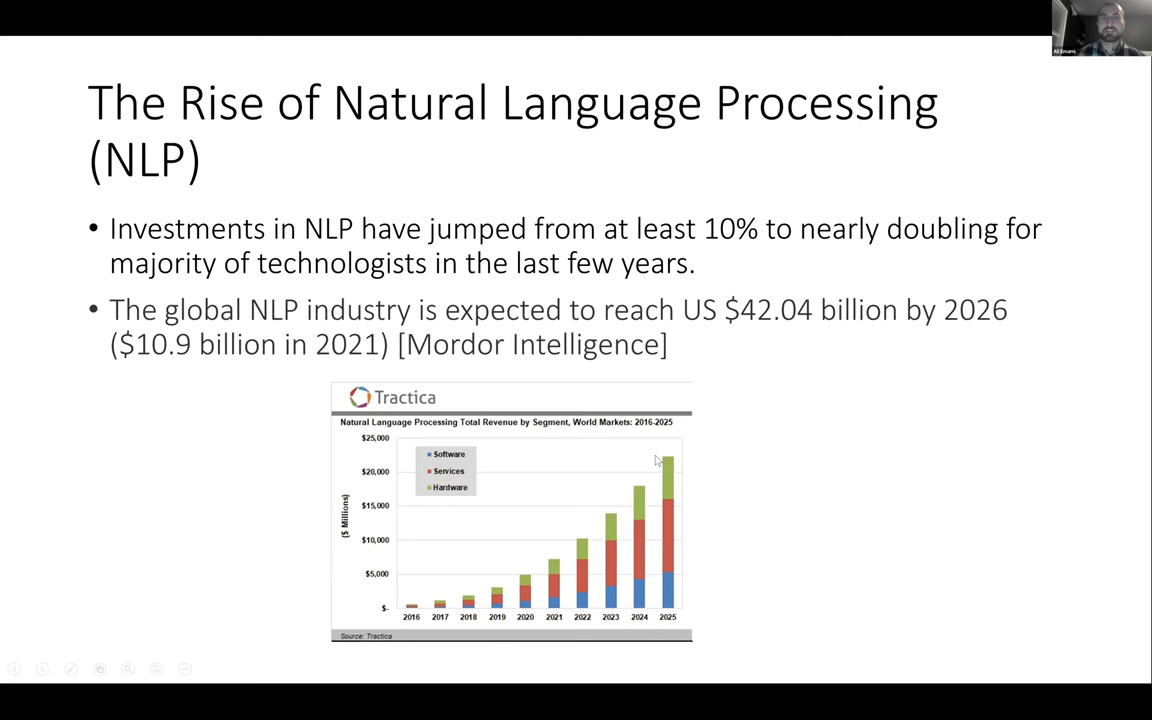 Ali Emami
The Rise of Natural Language Processing
(NLP)
• Investments in NLP have jumped from at least 10% to nearly doubling for
majority of technologists in the last few years.
• The global NLP industry is expected to reach US $42.04 billion by 2026
($10.9 billion in 2021) [Mordor Intelligence]
Tractica
Natural Language Processing Total Revenue by Segment, World Markets: 2016-2025
($ Millions)
$25,000
$20,000
$15,000
$10,000
$5,000
$-
Software
Services
Hardware
2016 2017 2018 2019 2020 2021 2022 2023 2024 2025
Source: Tractica